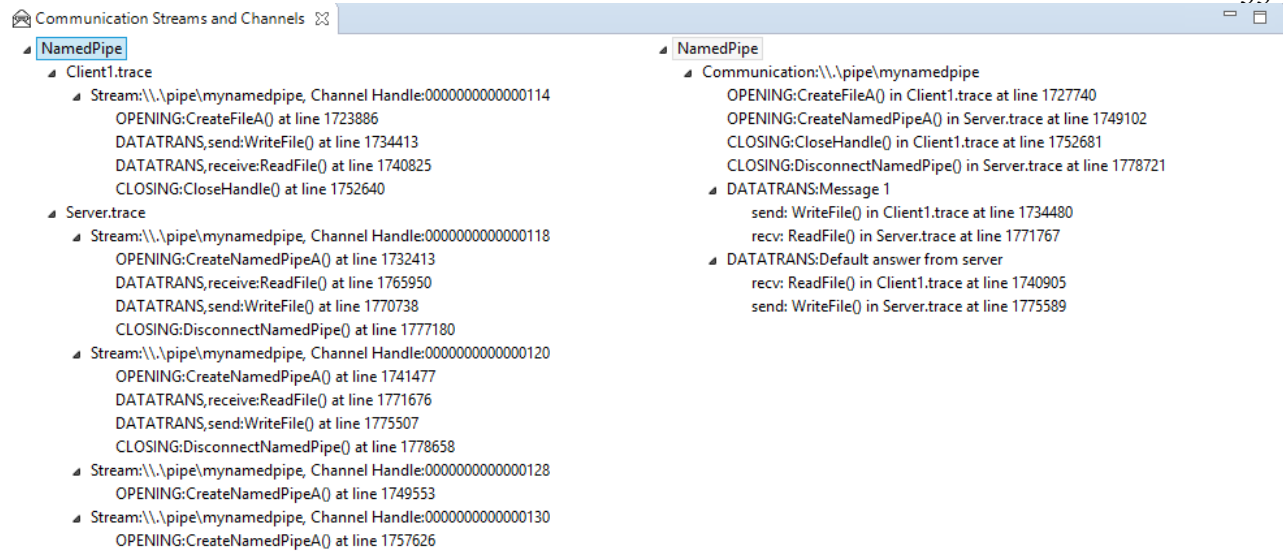 Communication Streams and Channels
NamedPipe
Client1.trace
Stream:\\.\pipe\mynamedpipe, Channel Handle:0000000000000114
OPENING:CreateFileA() at line 1723886
DATATRANS,send:WriteFile() at line 1734413
DATATRANS,receive:ReadFile() at line 1740825
CLOSING:CloseHandle() at line 1752640
Server.trace
Stream:\\.\pipe\mynamedpipe, Channel Handle:0000000000000118
OPENING:CreateNamedPipeA() at line 1732413
DATATRANS,receive:ReadFile() at line 1765950
DATATRANS,send:WriteFile() at line 1770738
CLOSING:DisconnectNamedPipe() at line 1777180
Stream:\\.\pipe\mynamedpipe, Channel Handle:0000000000000120
OPENING:CreateNamedPipeA() at line 1741477
DATATRANS,receive:ReadFile() at line 1771676
DATATRANS,send:WriteFile() at line 1775507
CLOSING:DisconnectNamedPipe() at line 1778658
Stream:\\.\pipe\mynamedpipe, Channel Handle:0000000000000128
OPENING:CreateNamedPipeA() at line 1749553
Stream:\\.\pipe\mynamedpipe, Channel Handle:0000000000000130
OPENING:CreateNamedPipeA() at line 1757626
NamedPipe
Communication:\\.\pipe\mynamedpipe
OPENING:CreateFileA() in Client1.trace at line 1727740
OPENING:CreateNamedPipeA() in Server.trace at line 1749102
CLOSING:CloseHandle() in Client1.trace at line 1752681
CLOSING:DisconnectNamedPipe() in Server.trace at line 1778721
DATATRANS:Message 1
send: WriteFile() in Client1.trace at line 1734480
recv: ReadFile() in Server.trace at line 1771767
DATATRANS:Default answer from server
recv: ReadFile() in Client1.trace at line 1740905
send: WriteFile() in Server.trace at line 1775589